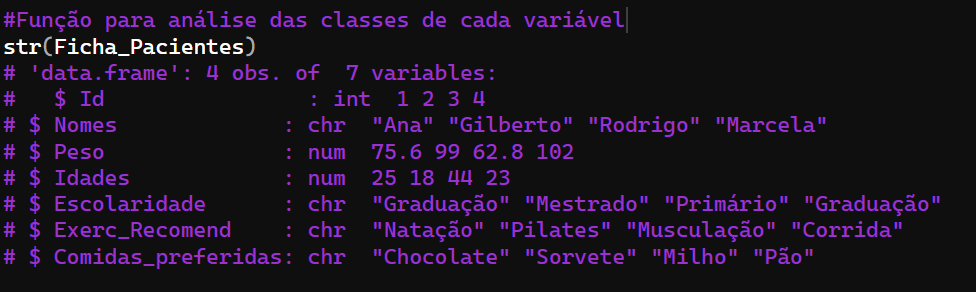 #Função para análise das classes de cada variável
str(Ficha_Pacientes)
# 'data.frame': 4 obs. of  7 variables:
#   $ Id                : int  1 2 3 4
# $ Nomes             : chr  "Ana" "Gilberto" "Rodrigo" "Marcela"
# $ Peso              : num  75.6 99 62.8 102
# $ Idades            : num  25 18 44 23
# $ Escolaridade      : chr  "Graduação" "Mestrado" "Primário" "Graduação"
# $ Exerc_Recomend    : chr  "Natação" "Pilates" "Musculação" "Corrida"
# $ Comidas_preferidas: chr  "Chocolate" "Sorvete" "Milho" "Pão"